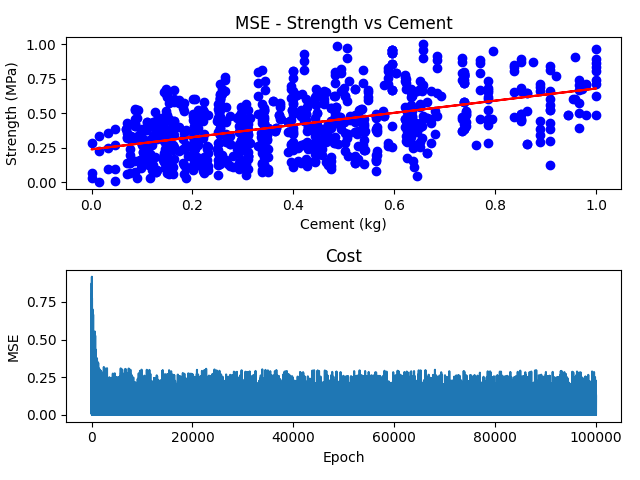 MSE - Strength vs Cement
1.00
0.75
0.50
0.25
0.00
Strength (MPa)
0.0 0.2 0.4 0.6 0.8 1.0
Cement (kg)
Cost
0.75
0.50
0.25
0.00
MSE
0 20000 40000 60000 80000 100000
Epoch